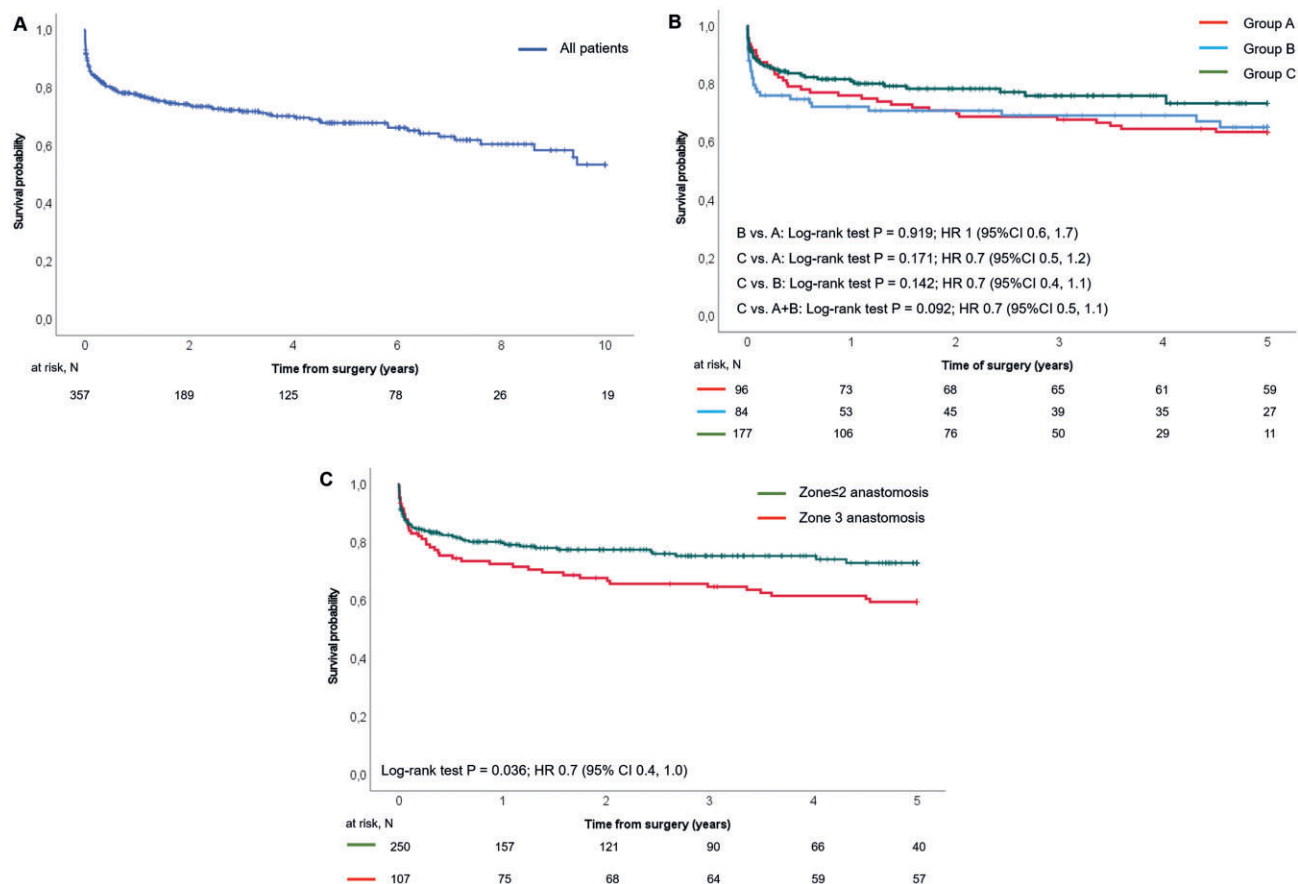 A
All patients
Survival probability
1,0
0,8
0,6
0,4
0,2
0,0
0 2 4 6 8 10
at risk, N Time from surgery (years)
357 189 125 78 26 19
B
Group A
Group B
Group C
Survival probability
1,0
0,8
0,6
0,4
0,2
0,0
B vs. A: Log-rank test P = 0.919; HR 1 (95%CI 0.6, 1.7)
C vs. A: Log-rank test P = 0.171; HR 0.7 (95%CI 0.5, 1.2)
C vs. B: Log-rank test P = 0.142; HR 0.7 (95%CI 0.4, 1.1)
C vs. A+B: Log-rank test P = 0.092; HR 0.7 (95%CI 0.5, 1.1)
0 1 2 3 4 5
at risk, N Time of surgery (years)
96 73 68 65 61 59
84 53 45 39 35 27
177 106 76 50 29 11
C
Zone≤2 anastomosis
Zone 3 anastomosis
Survival probability
1,0
0,8
0,6
0,4
0,2
0,0
Log-rank test P = 0.036; HR 0.7 (95% CI 0.4, 1.0)
0 1 2 3 4 5
at risk, N Time from surgery (years)
250 157 121 90 66 40
107 75 68 64 59 57